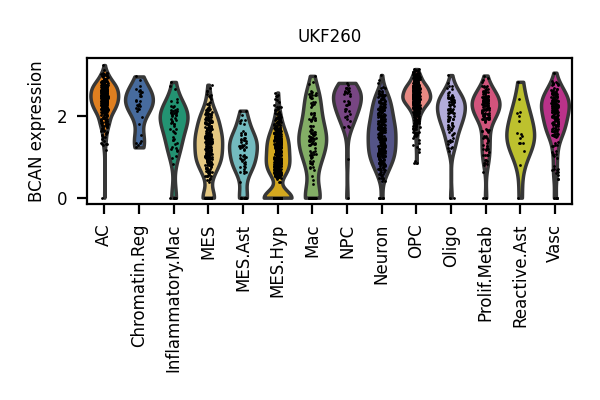 UKF260
BCAN expression
2
0
AC
Chromatin.Reg
Inflammatory.Mac
MES
MES.Ast
MES.Hyp
Mac
NPC
Neuron
OPC
Oligo
Prolif.Metab
Reactive.Ast
Vasc